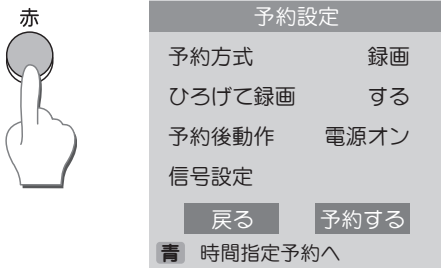 赤
予約設定
予約方式 録画
ひろげて録画 する
予約後動作 電源オン
信号設定
戻る 予約する
青 時間指定予約へ